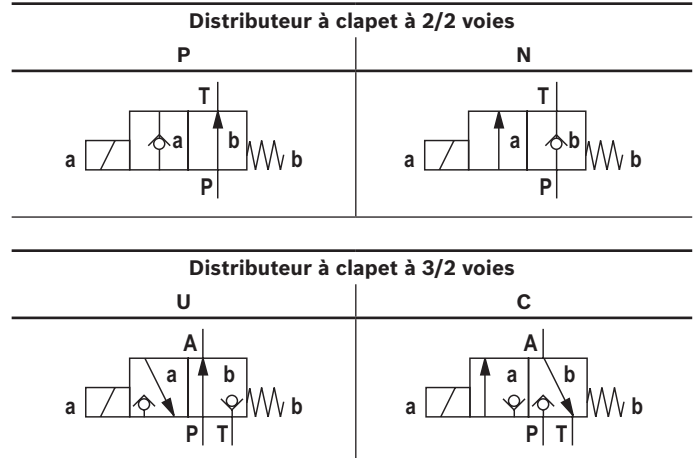 Distributeur à clapet à 2/2 voies
P N
T T
a a b b a a b b
P P
Distributeur à clapet à 3/2 voies
U C
A A
a a b b a a b b
P T P T